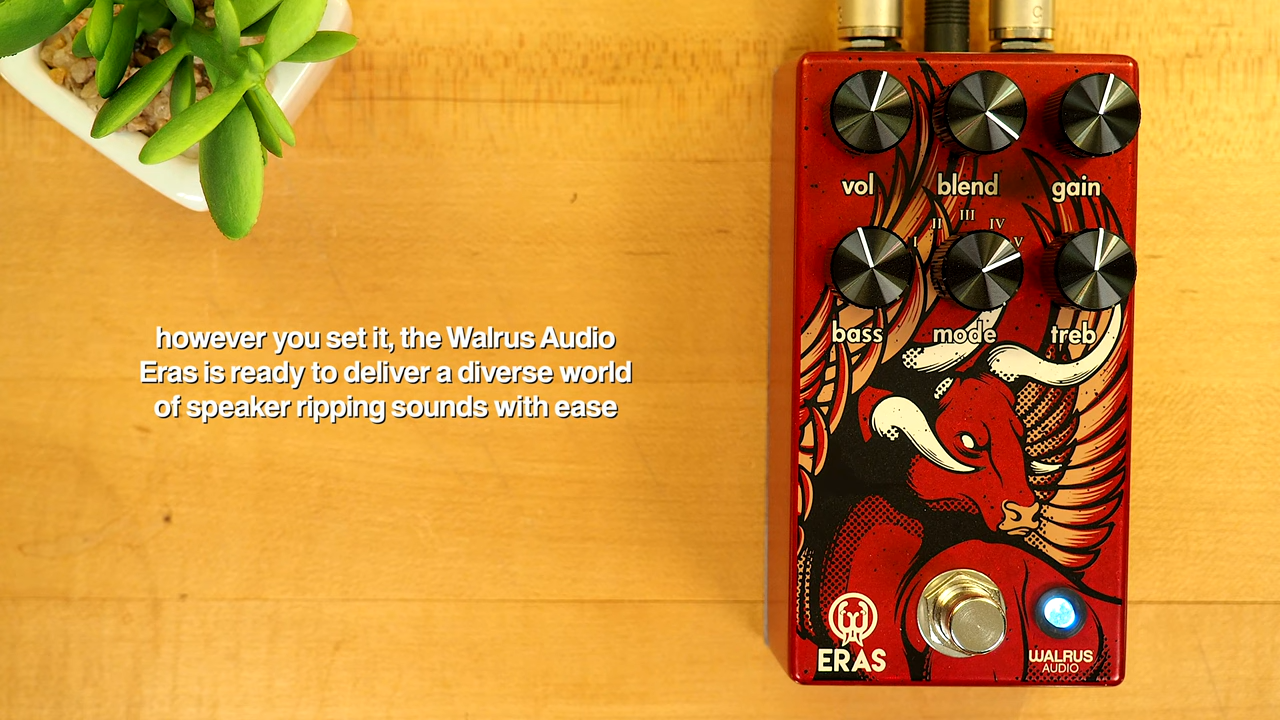 however you set it, the Walrus Audio
Eras is ready to deliver a diverse world
of speaker ripping sounds with ease
vol blend gain
I II III IV V
bass mode treb
ERAS
WALRUS
AUDIO